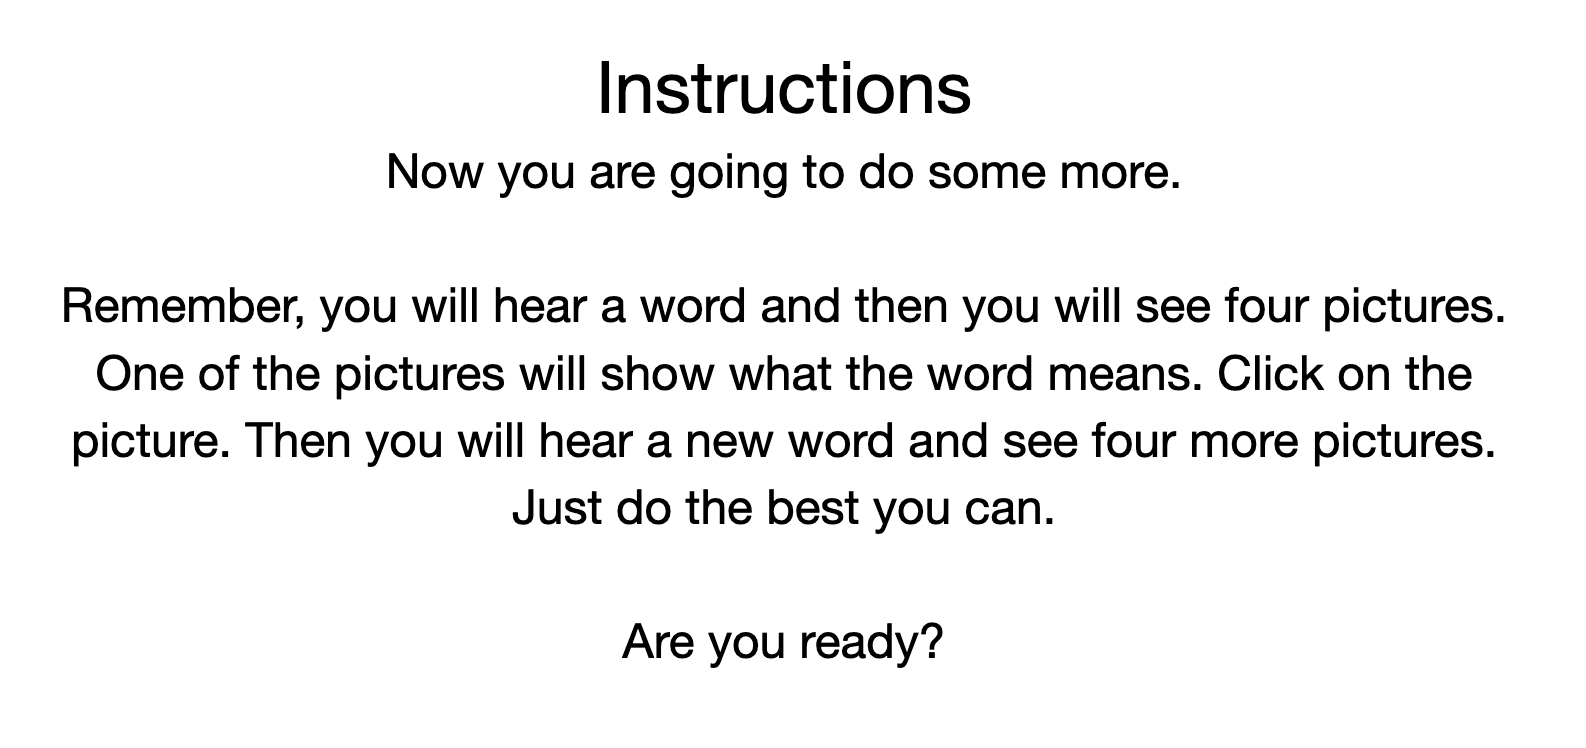 Instructions
Now you are going to do some more.
Remember, you will hear a word and then you will see four pictures.
One of the pictures will show what the word means. Click on the
picture. Then you will hear a new word and see four more pictures.
Just do the best you can.
Are you ready?